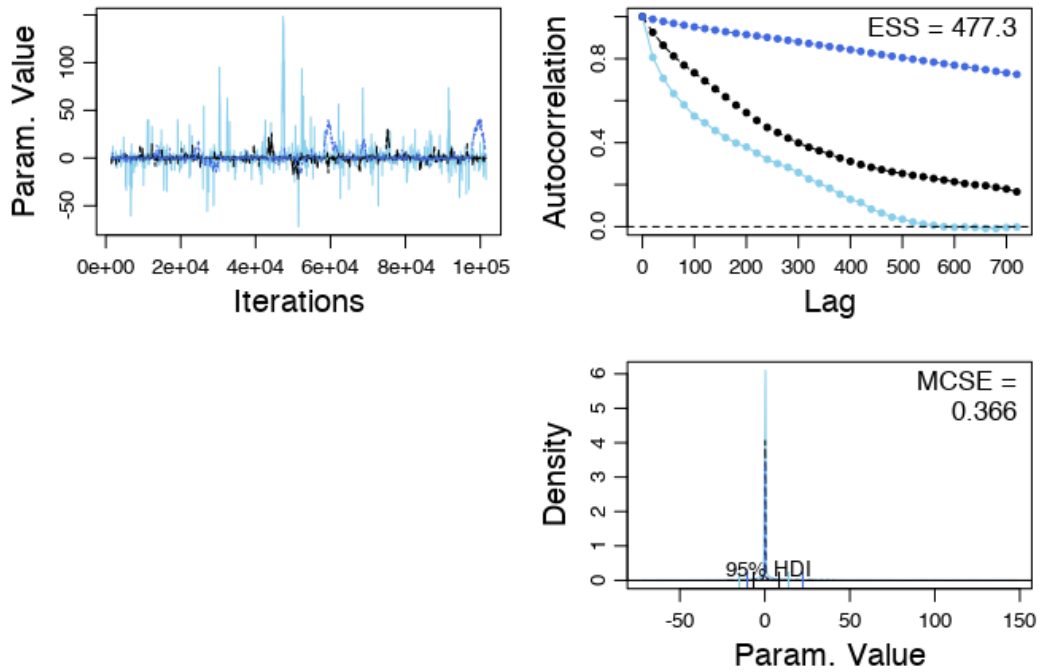 Param. Value
-50
0
50
100
0e+00
2e+04
4e+04
6e+04
8e+04
1e+05
Iterations
Autocorrelation
0.0
0.4
0.8
ESS = 477.3
0
100
200
300
400
500
600
700
Lag
Density
0
1
2
3
4
5
6
MCSE =
0.366
95% HDI
-50
0
50
100
150
Param. Value